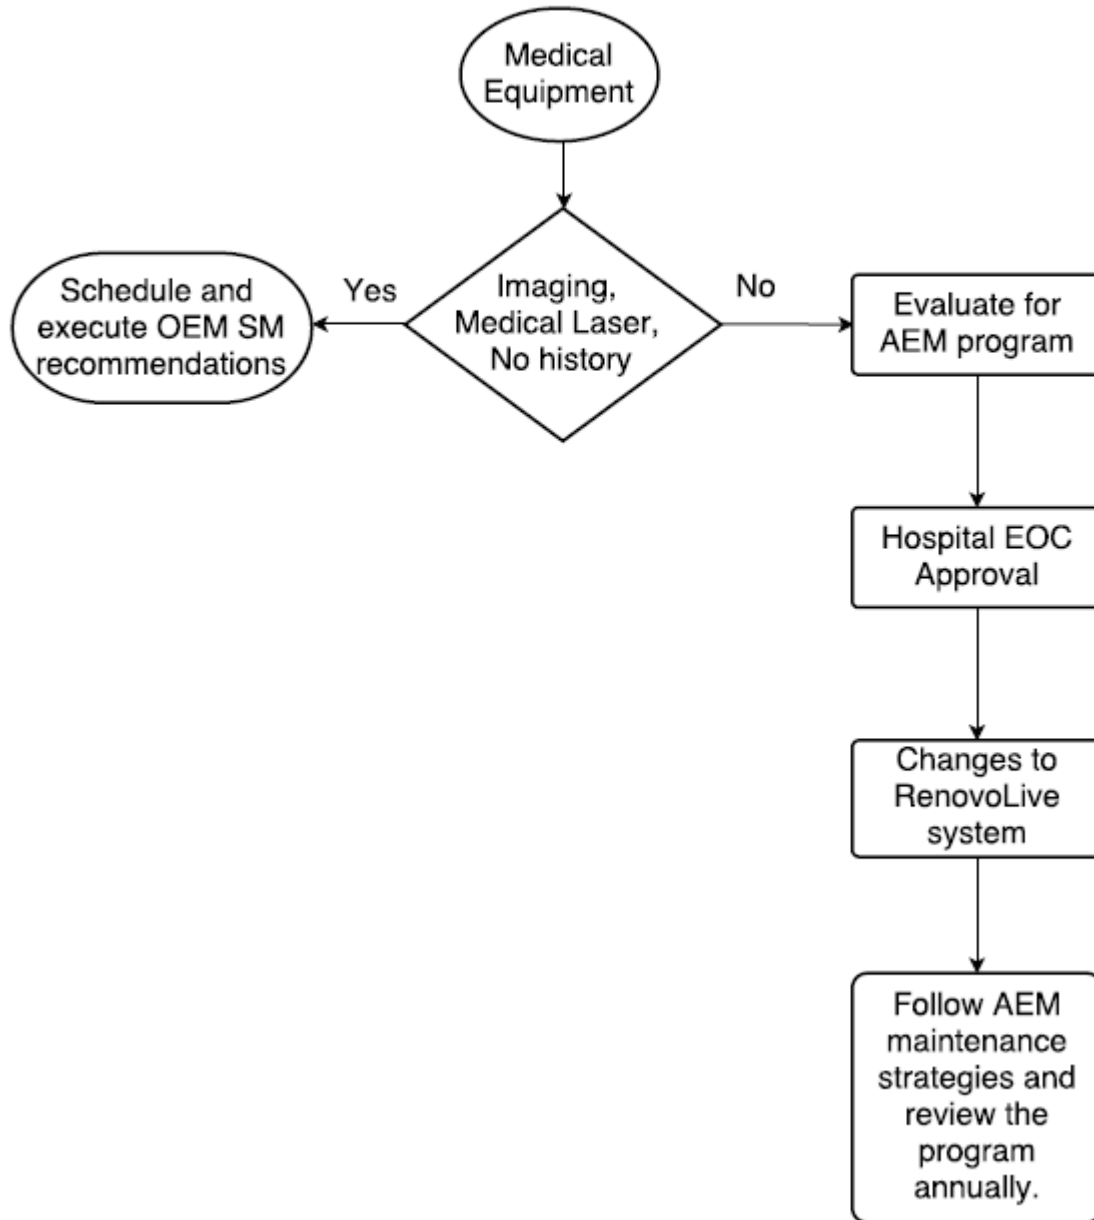 Medical
Equipment
Schedule and
execute OEM SM
recommendations
Yes
Imaging,
Medical Laser,
No history
No
Evaluate for
AEM program
Hospital EOC
Approval
Changes to
RenovoLive
system
Follow AEM
maintenance
strategies and
review the
program
annually.